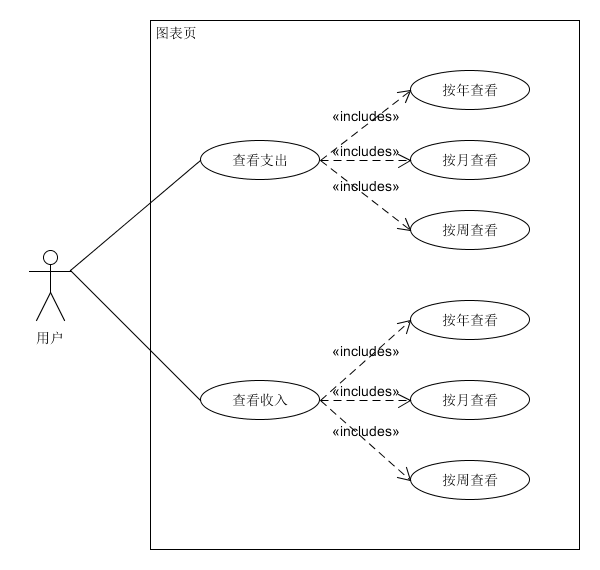 图表页
按年查看
«includes»
查看支出
«includes»
按月查看
«includes»
按周查看
用户
按年查看
«includes»
查看收入
«includes»
按月查看
«includes»
按周查看